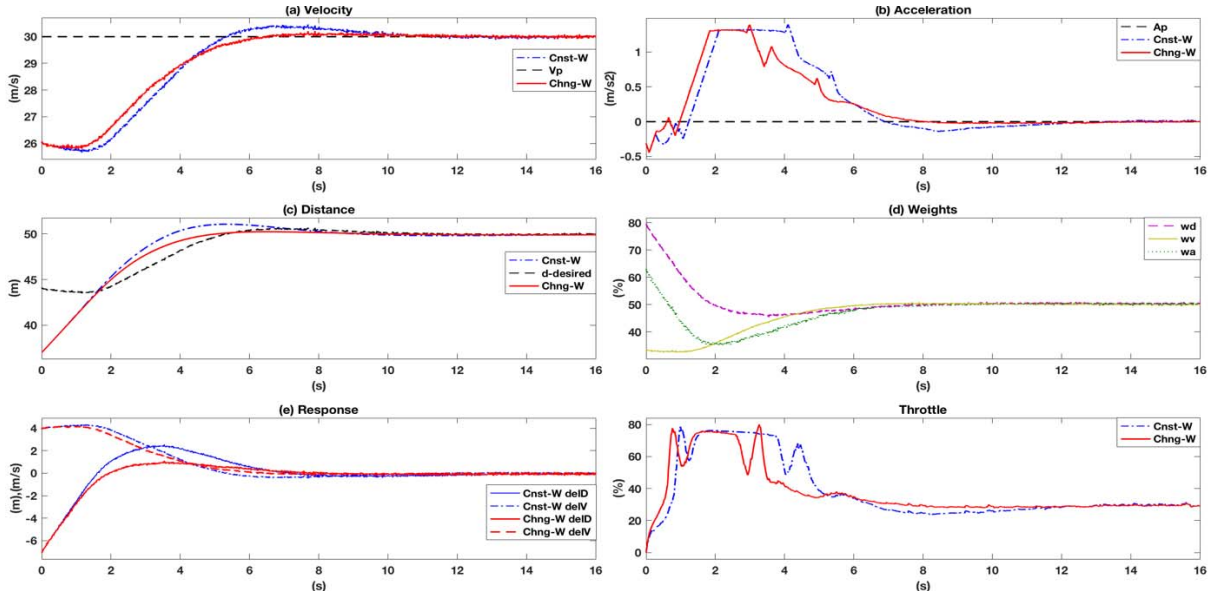 (a) Velocity
30
29
28
27
26
(m/s)
Cnst-W
Vp
Chng-W
0 2 4 6 8 10 12 14 16
(s)
(b) Acceleration
1
0
-0.5
(m/s2)
Ap
Cnst-W
Chng-W
0 2 4 6 8 10 12 14 16
(s)
(c) Distance
50
45
40
(m)
Cnst-W
d-desired
Chng-W
0 2 4 6 8 10 12 14 16
(s)
(d) Weights
80
70
60
50
40
(%)
wd
wv
wa
0 2 4 6 8 10 12 14 16
(s)
(e) Response
4
2
0
-2
-4
-6
(m),(m/s)
Cnst-W delD
Cnst-W delV
Chng-W delD
Chng-W delV
0 2 4 6 8 10 12 14 16
(s)
Throttle
80
60
40
20
0
(%)
Cnst-W
Chng-W
0 2 4 6 8 10 12 14 16
(s)